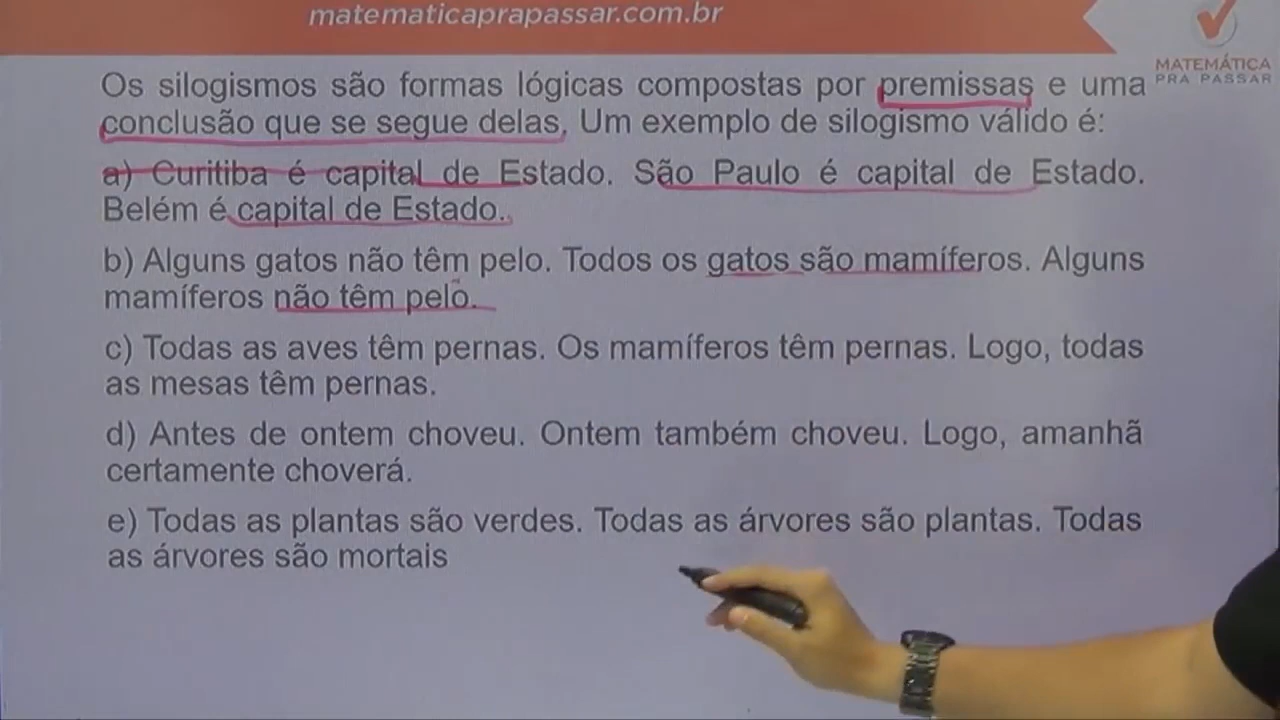 matematicaprapassar.com.br
MATEMÁTICA
PRA PASSAR
Os silogismos são formas lógicas compostas por premissas e uma
conclusão que se segue delas. Um exemplo de silogismo válido é:
a) Curitiba é capital de Estado. São Paulo é capital de Estado.
Belém é capital de Estado.
b) Alguns gatos não têm pelo. Todos os gatos são mamíferos. Alguns
mamíferos não têm pelo.
c) Todas as aves têm pernas. Os mamíferos têm pernas. Logo, todas
as mesas têm pernas.
d) Antes de ontem choveu. Ontem também choveu. Logo, amanhã
certamente choverá.
e) Todas as plantas são verdes. Todas as árvores são plantas. Todas
as árvores são mortais